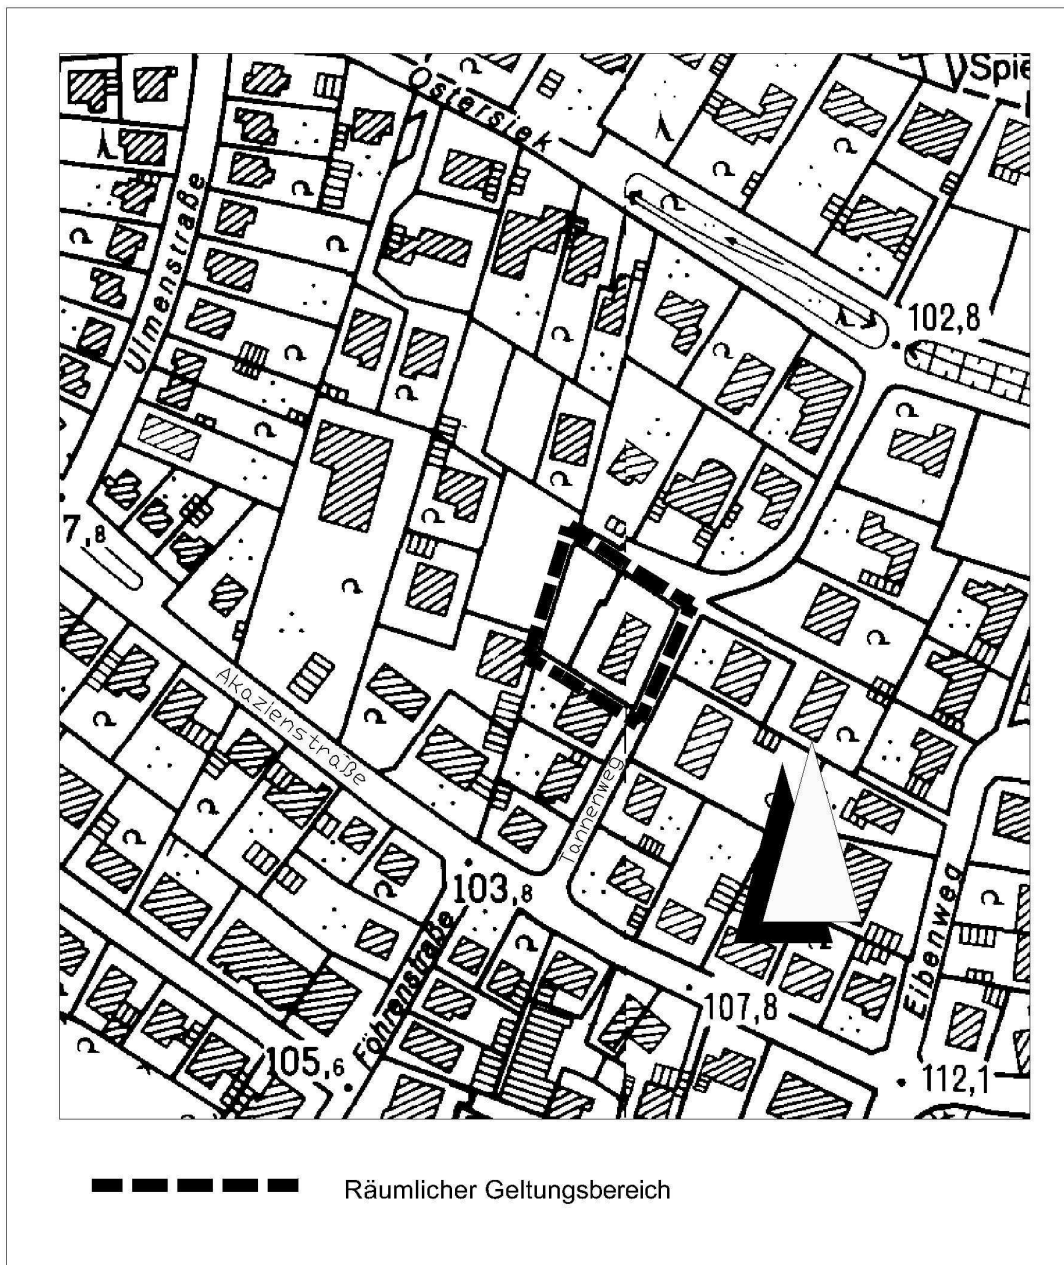 Ostersiek
Spie
Ulmenstraße
102,8
7,8
Akazienstraße
Tannenweg
103,8
Föhrenstraße
Eibenweg
107,8
105,6
112,1
Räumlicher Geltungsbereich